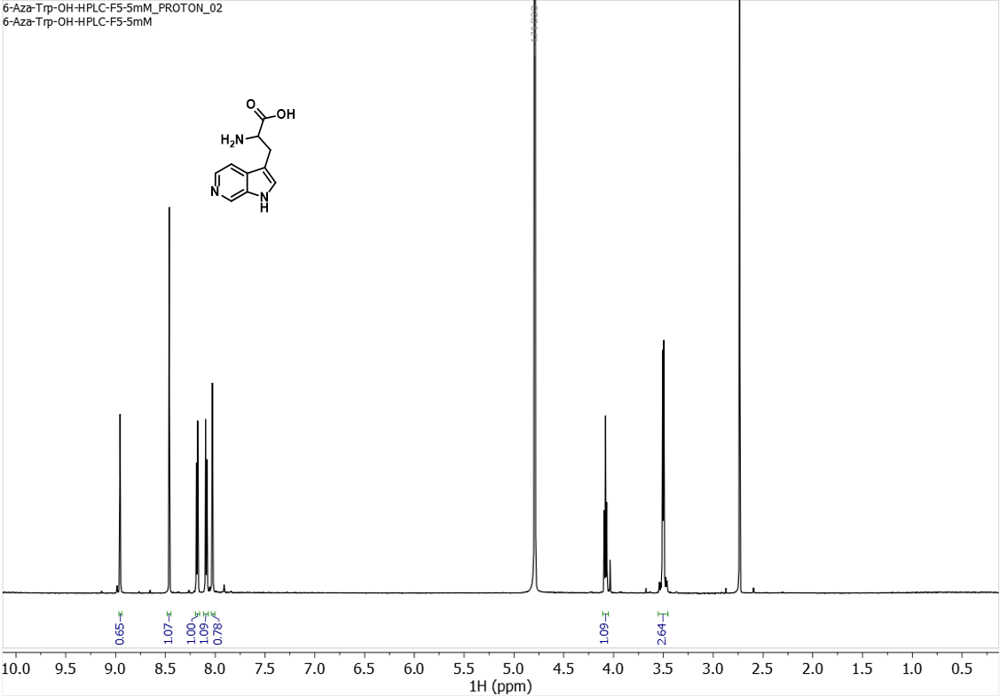 6-Aza-Trp-OH-HPLC-F5-5mM_PROTON_02
6-Aza-Trp-OH-HPLC-F5-5mM
4.79 D2O
O
OH
H2N
N
N
H
0.65
1.07
1.00
1.09
0.78
1.09
2.64
10.0 9.5 9.0 8.5 8.0 7.5 7.0 6.5 6.0 5.5 5.0 4.5 4.0 3.5 3.0 2.5 2.0 1.5 1.0 0.5
1H (ppm)